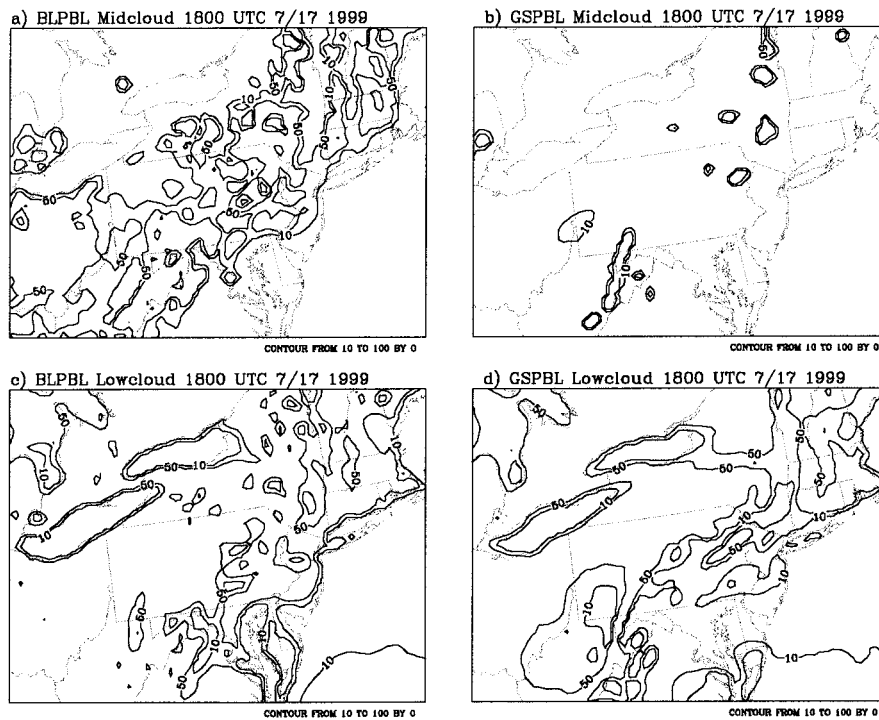 a) BLPBL Midcloud 1800 UTC 7/17 1999
b) GSPBL Midcloud 1800 UTC 7/17 1999
CONTOUR FROM 10 TO 100 BY 0
CONTOUR FROM 10 TO 100 BY 0
c) BLPBL Lowcloud 1800 UTC 7/17 1999
d) GSPBL Lowcloud 1800 UTC 7/17 1999
CONTOUR FROM 10 TO 100 BY 0
CONTOUR FROM 10 TO 100 BY 0